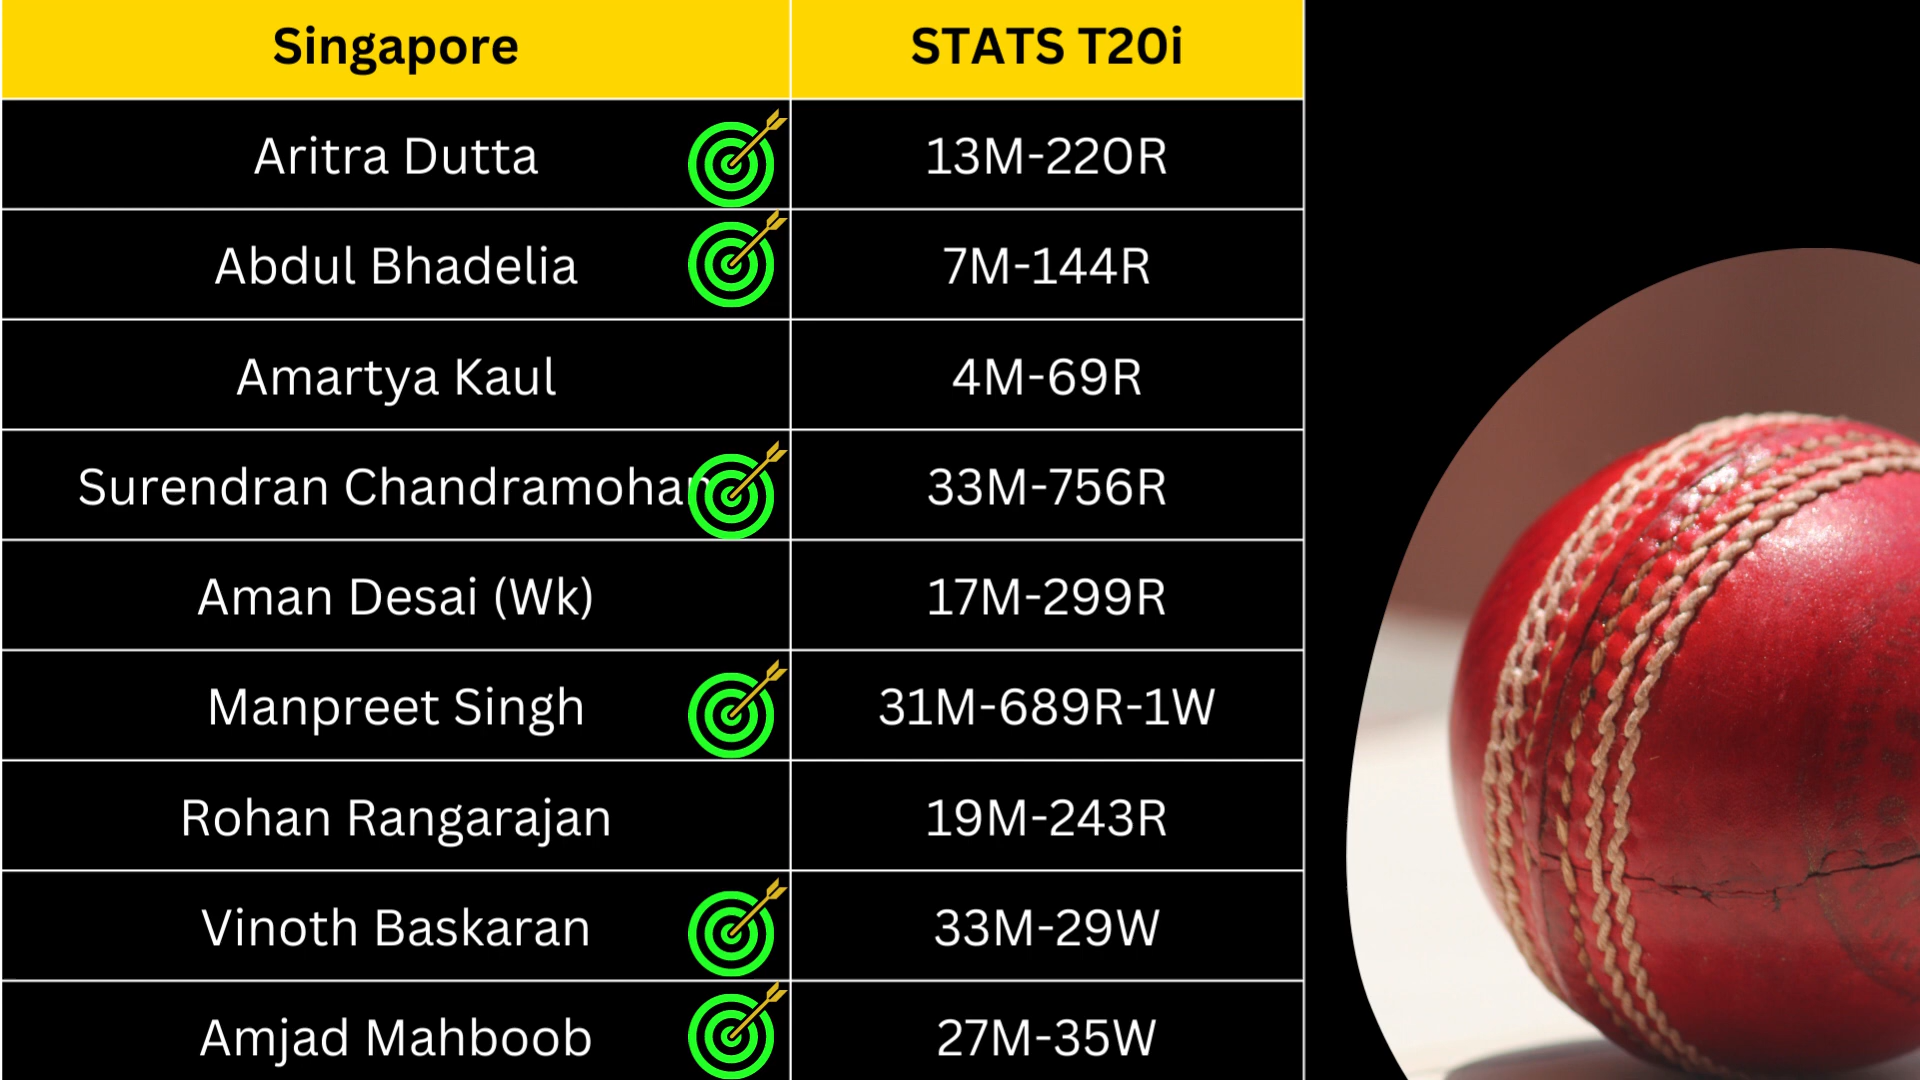 Singapore STATS T20i
Aritra Dutta 13M-220R
Abdul Bhadelia 7M-144R
Amartya Kaul 4M-69R
Surendran Chandramohan 33M-756R
Aman Desai (Wk) 17M-299R
Manpreet Singh 31M-689R-1W
Rohan Rangarajan 19M-243R
Vinoth Baskaran 33M-29W
Amjad Mahboob 27M-35W